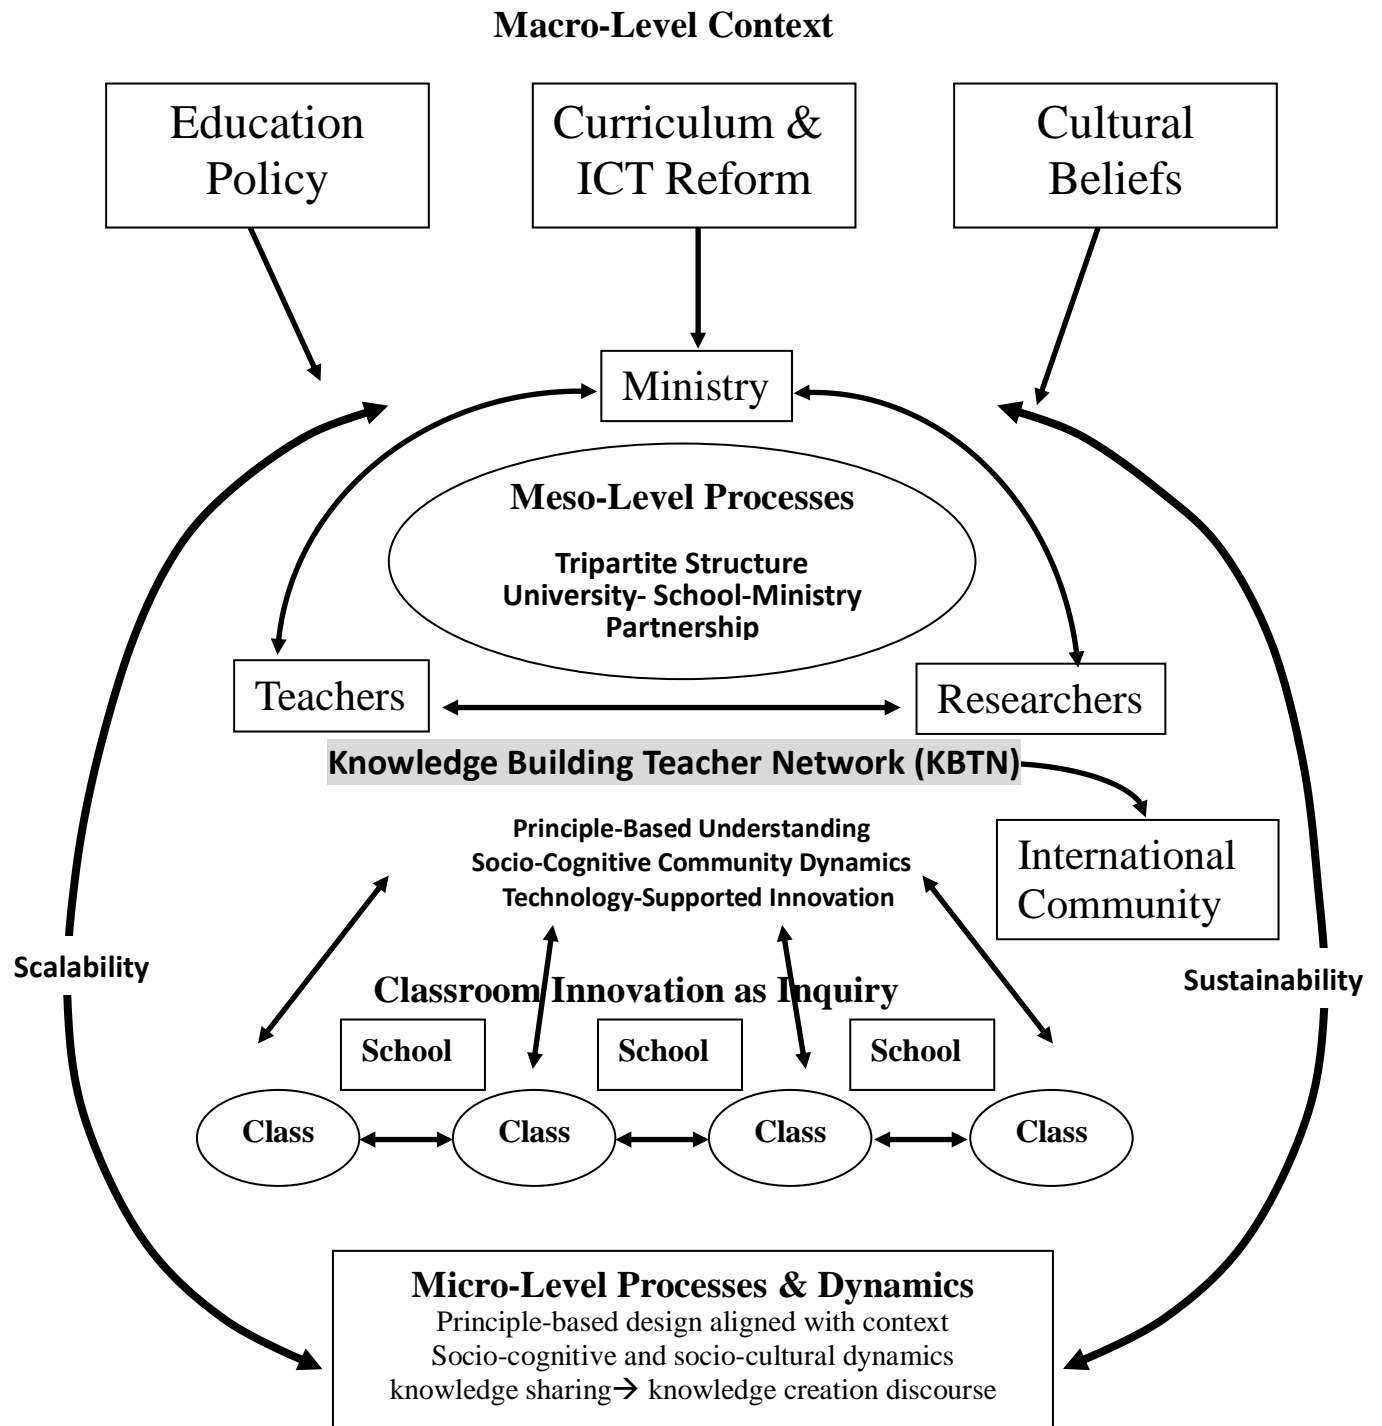 Macro-Level Context
Education
Policy
Curriculum &
ICT Reform
Cultural
Beliefs
Ministry
Meso-Level Processes
Tripartite Structure
University- School-Ministry
Partnership
Teachers
Researchers
Knowledge Building Teacher Network (KBTN)
Principle-Based Understanding
Socio-Cognitive Community Dynamics
Technology-Supported Innovation
International
Community
Scalability
Sustainability
Classroom Innovation as Inquiry
School
School
School
Class
Class
Class
Class
Micro-Level Processes & Dynamics
Principle-based design aligned with context
Socio-cognitive and socio-cultural dynamics
knowledge sharing→ knowledge creation discourse